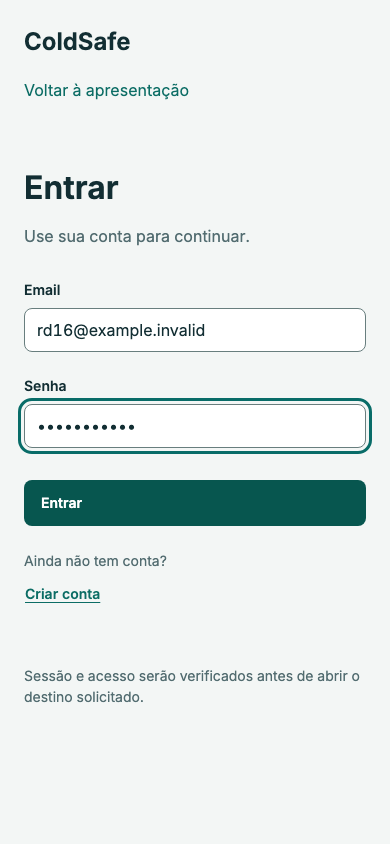 ColdSafe
Voltar à apresentação
Entrar
Use sua conta para continuar.
Email
rd16@example.invalid
Senha
•••••••••••
Entrar
Ainda não tem conta?
Criar conta
Sessão e acesso serão verificados antes de abrir o
destino solicitado.